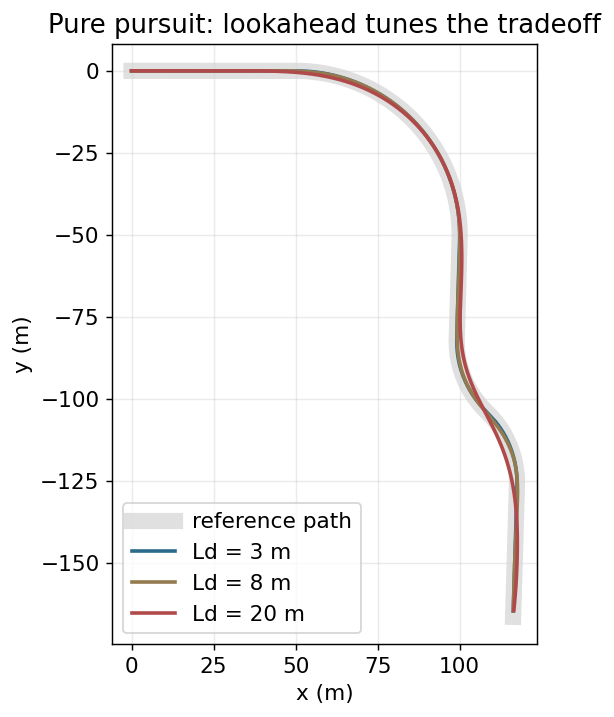 Pure pursuit: lookahead tunes the tradeoff
0
−25
−50
−75
−100
−125
−150
y (m)
reference path
Ld = 3 m
Ld = 8 m
Ld = 20 m
0 25 50 75 100
x (m)